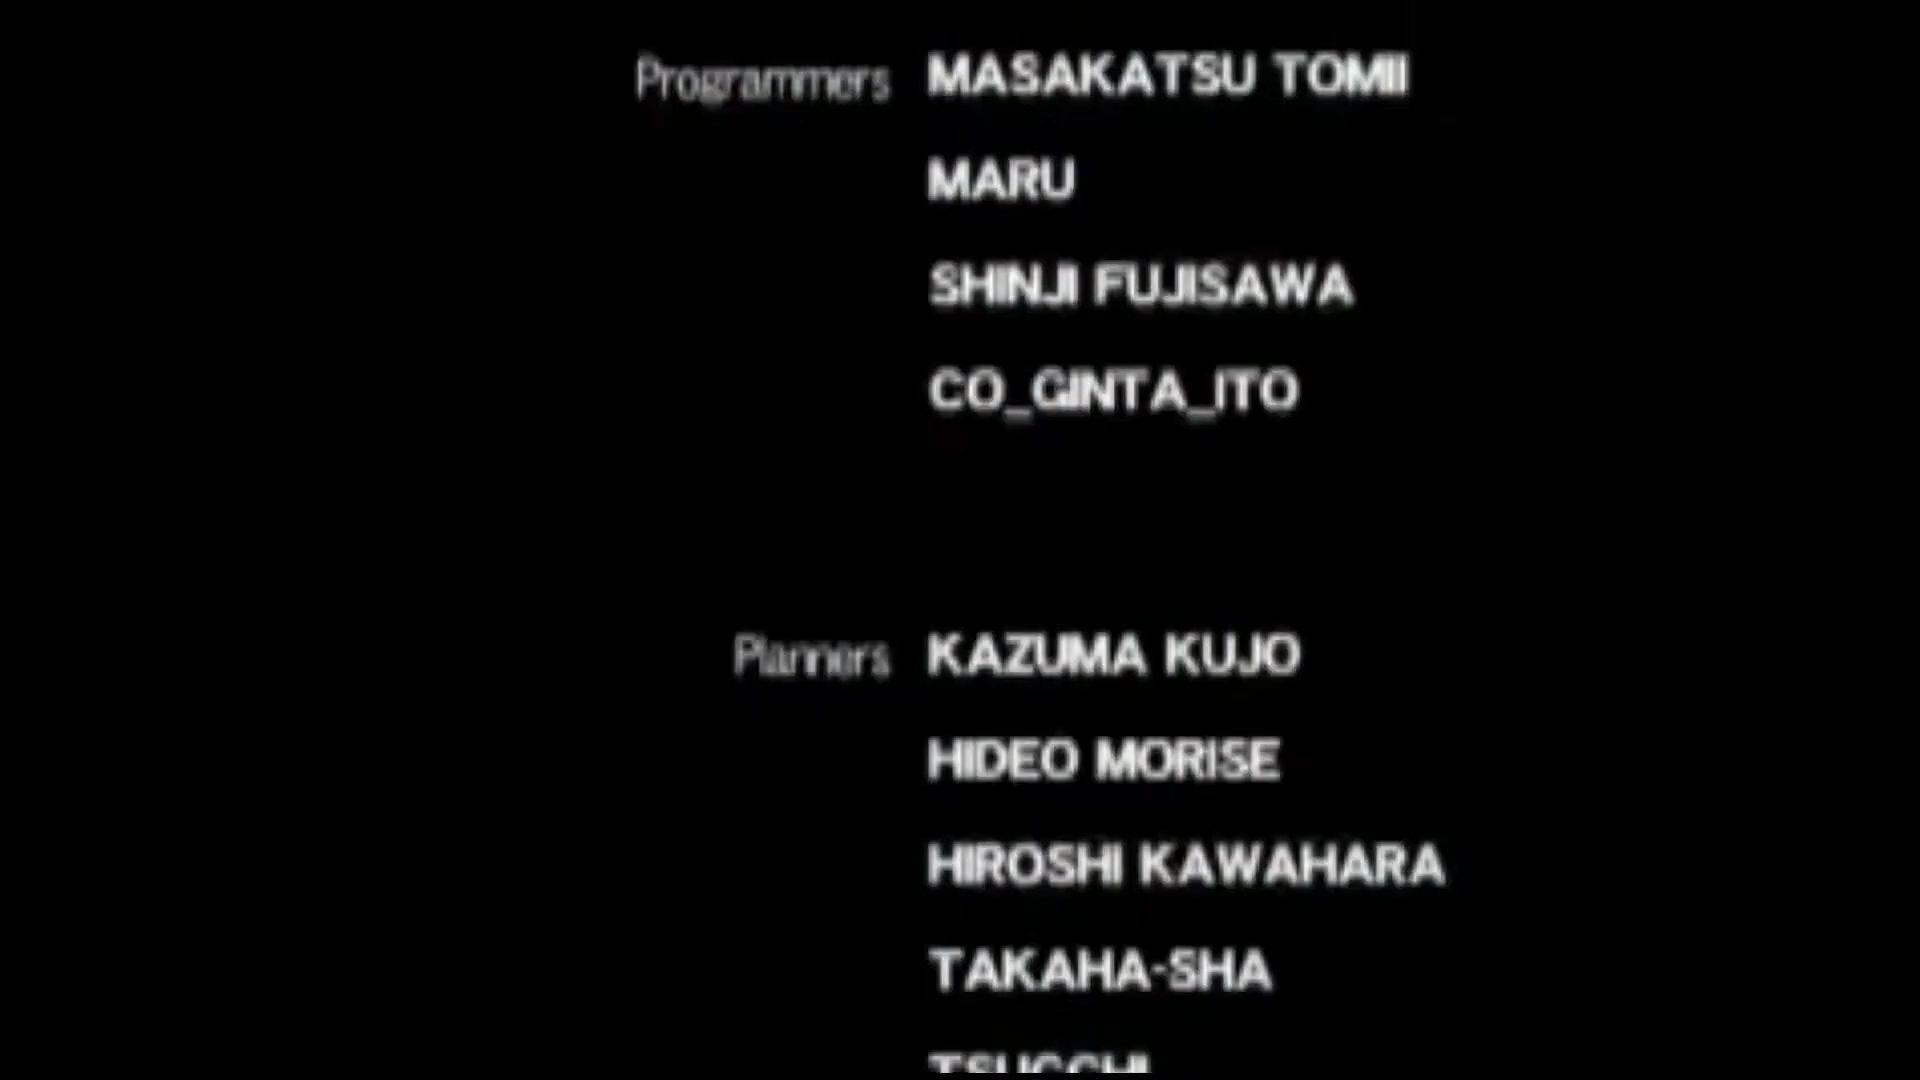 Programmers MASAKATSU TOMII
MARU
SHINJI FUJISAWA
CO_GINTA_ITO
Planners KAZUMA KUJO
HIDEO MORISE
HIROSHI KAWAHARA
TAKAHA-SHA